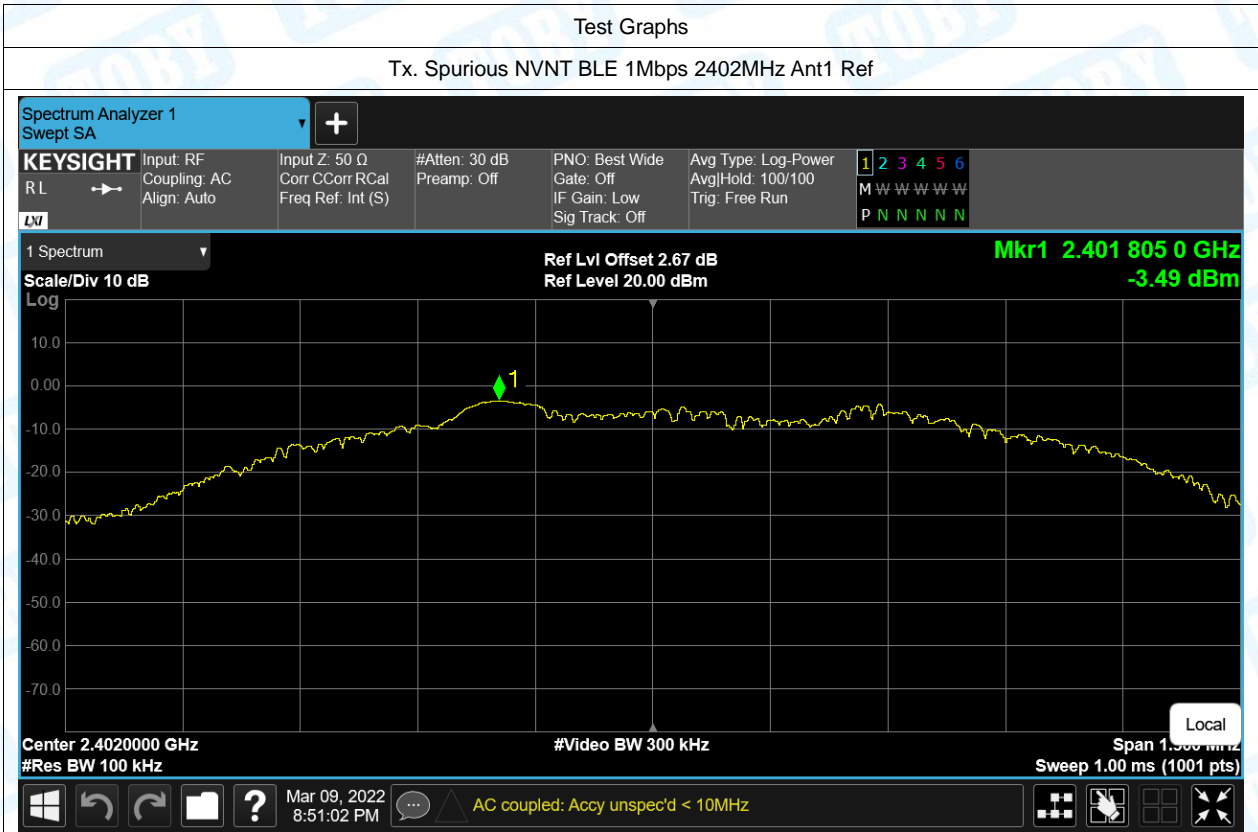 Test Graphs
Tx. Spurious NVNT BLE 1Mbps 2402MHz Ant1 Ref
Spectrum Analyzer 1
Swept SA
KEYSIGHT
R L
LXI
Input: RF
Coupling: AC
Align: Auto
Input Z: 50 Ω
Corr CCorr RCal
Freq Ref: Int (S)
#Atten: 30 dB
Preamp: Off
PNO: Best Wide
Gate: Off
IF Gain: Low
Sig Track: Off
Avg Type: Log-Power
Avg|Hold: 100/100
Trig: Free Run
1 2 3 4 5 6
M W W W W W
P N N N N N
1 Spectrum
Scale/Div 10 dB
Log
Ref Lvl Offset 2.67 dB
Ref Level 20.00 dBm
Mkr1 2.401 805 0 GHz
-3.49 dBm
10.0
0.00
-10.0
-20.0
-30.0
-40.0
-50.0
-60.0
-70.0
1
Local
Center 2.4020000 GHz
#Video BW 300 kHz
Span
#Res BW 100 kHz
Sweep 1.00 ms (1001 pts)
?
Mar 09, 2022
8:51:02 PM
AC coupled: Accy unspec'd < 10MHz
TOBY